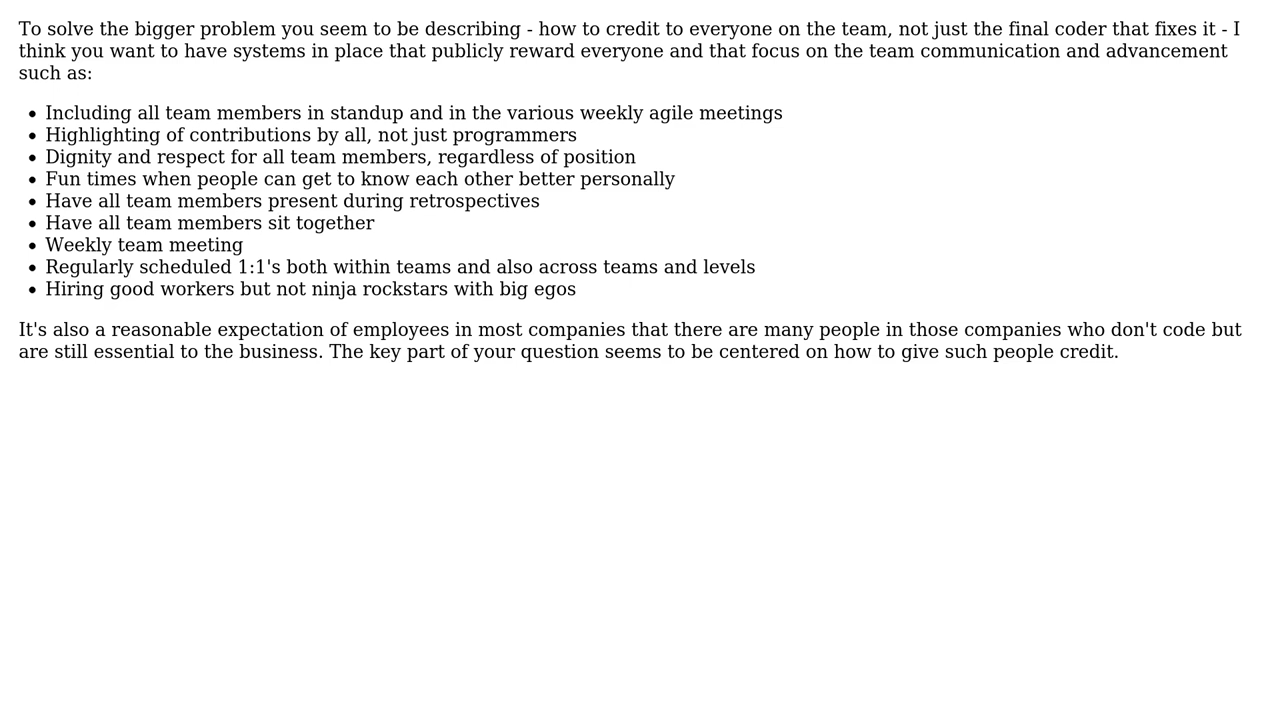 To solve the bigger problem you seem to be describing - how to credit to everyone on the team, not just the final coder that fixes it - I
think you want to have systems in place that publicly reward everyone and that focus on the team communication and advancement
such as:
• Including all team members in standup and in the various weekly agile meetings
• Highlighting of contributions by all, not just programmers
• Dignity and respect for all team members, regardless of position
• Fun times when people can get to know each other better personally
• Have all team members present during retrospectives
• Have all team members sit together
• Weekly team meeting
• Regularly scheduled 1:1's both within teams and also across teams and levels
• Hiring good workers but not ninja rockstars with big egos
It's also a reasonable expectation of employees in most companies that there are many people in those companies who don't code but
are still essential to the business. The key part of your question seems to be centered on how to give such people credit.